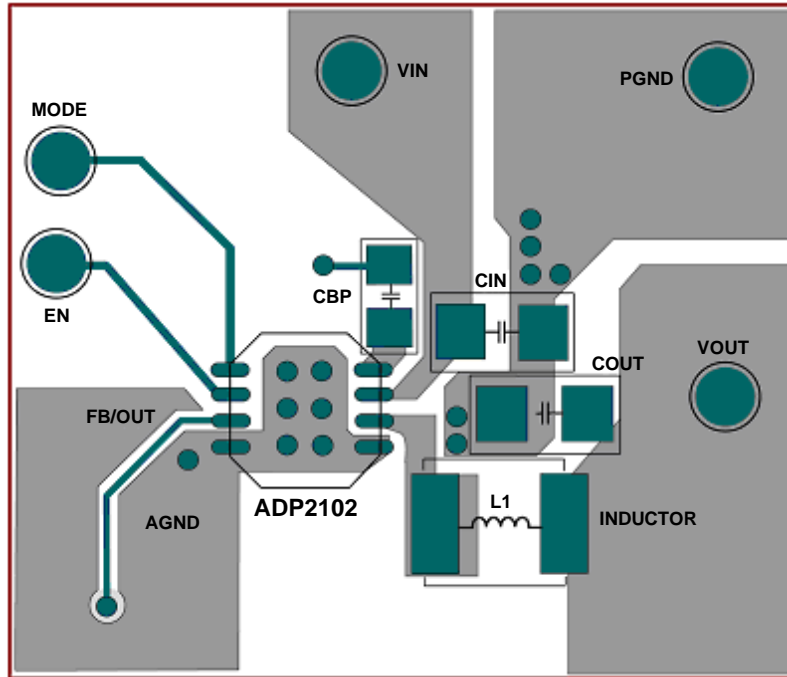 VIN
PGND
MODE
CIN
CBP
EN
COUT
VOUT
FB/OUT
L1
ADP2102
INDUCTOR
AGND